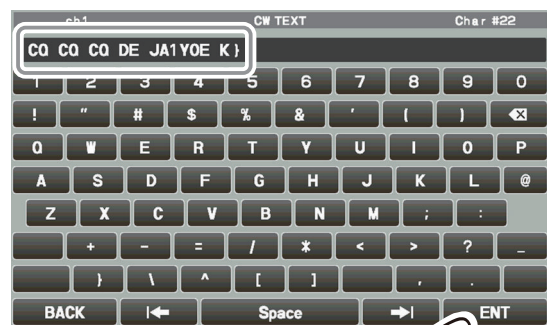 ch1 CW TEXT Char #22
CQ CQ CQ DE JA1YOE K}
1 2 3 4 5 6 7 8 9 0
! " # $ % & ' ( )
Q W E R T Y U I O P
A S D F G H J K L @
Z X C V B N M ; :
+ - = / * < > ? _
} \ ^ [ ] , .
BACK Space ENT